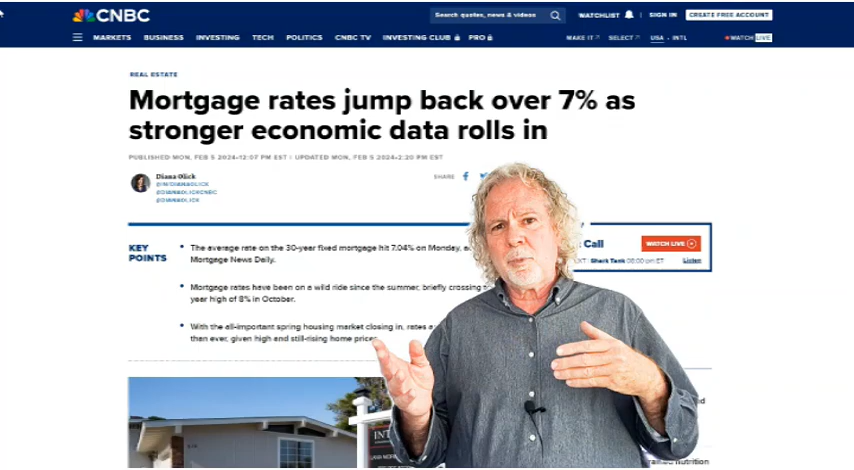 CNBC
Search quotes, news & videos
WATCHLIST
SIGN IN
CREATE FREE ACCOUNT
MARKETS BUSINESS INVESTING TECH POLITICS CNBC TV INVESTING CLUB PRO
MAKE IT SELECT USA • INTL
WATCH LIVE
REAL ESTATE
Mortgage rates jump back over 7% as
stronger economic data rolls in
PUBLISHED MON, FEB 5 2024•12:07 PM EST | UPDATED MON, FEB 5 2024•2:20 PM EST
Diana Olick
@IN/DIANAOLICK
@DIANAOLICKCNBC
@DIANAOLICK
SHARE
KEY
POINTS
The average rate on the 30-year fixed mortgage hit 7.04% on Monday,
Mortgage News Daily.
Mortgage rates have been on a wild ride since the summer, briefly crossing
year high of 8% in October.
With the all-important spring housing market closing in, rates
than ever, given high and still-rising home prices
Call
WATCH LIVE
Shark Tank 08:00 pm ET
Listen
nutrition